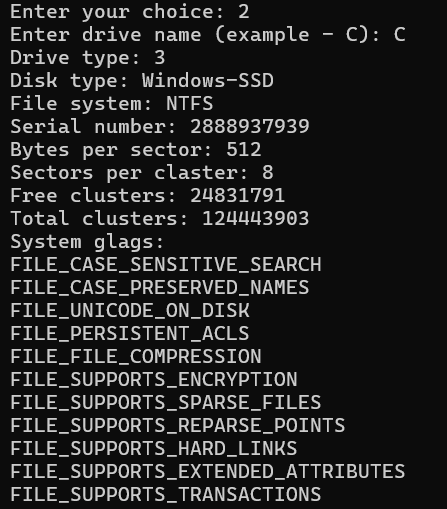 Enter your choice: 2
Enter drive name (example - C): C
Drive type: 3
Disk type: Windows-SSD
File system: NTFS
Serial number: 2888937939
Bytes per sector: 512
Sectors per claster: 8
Free clusters: 24831791
Total clusters: 124443903
System glags:
FILE_CASE_SENSITIVE_SEARCH
FILE_CASE_PRESERVED_NAMES
FILE_UNICODE_ON_DISK
FILE_PERSISTENT_ACLS
FILE_FILE_COMPRESSION
FILE_SUPPORTS_ENCRYPTION
FILE_SUPPORTS_SPARSE_FILES
FILE_SUPPORTS_REPARSE_POINTS
FILE_SUPPORTS_HARD_LINKS
FILE_SUPPORTS_EXTENDED_ATTRIBUTES
FILE_SUPPORTS_TRANSACTIONS